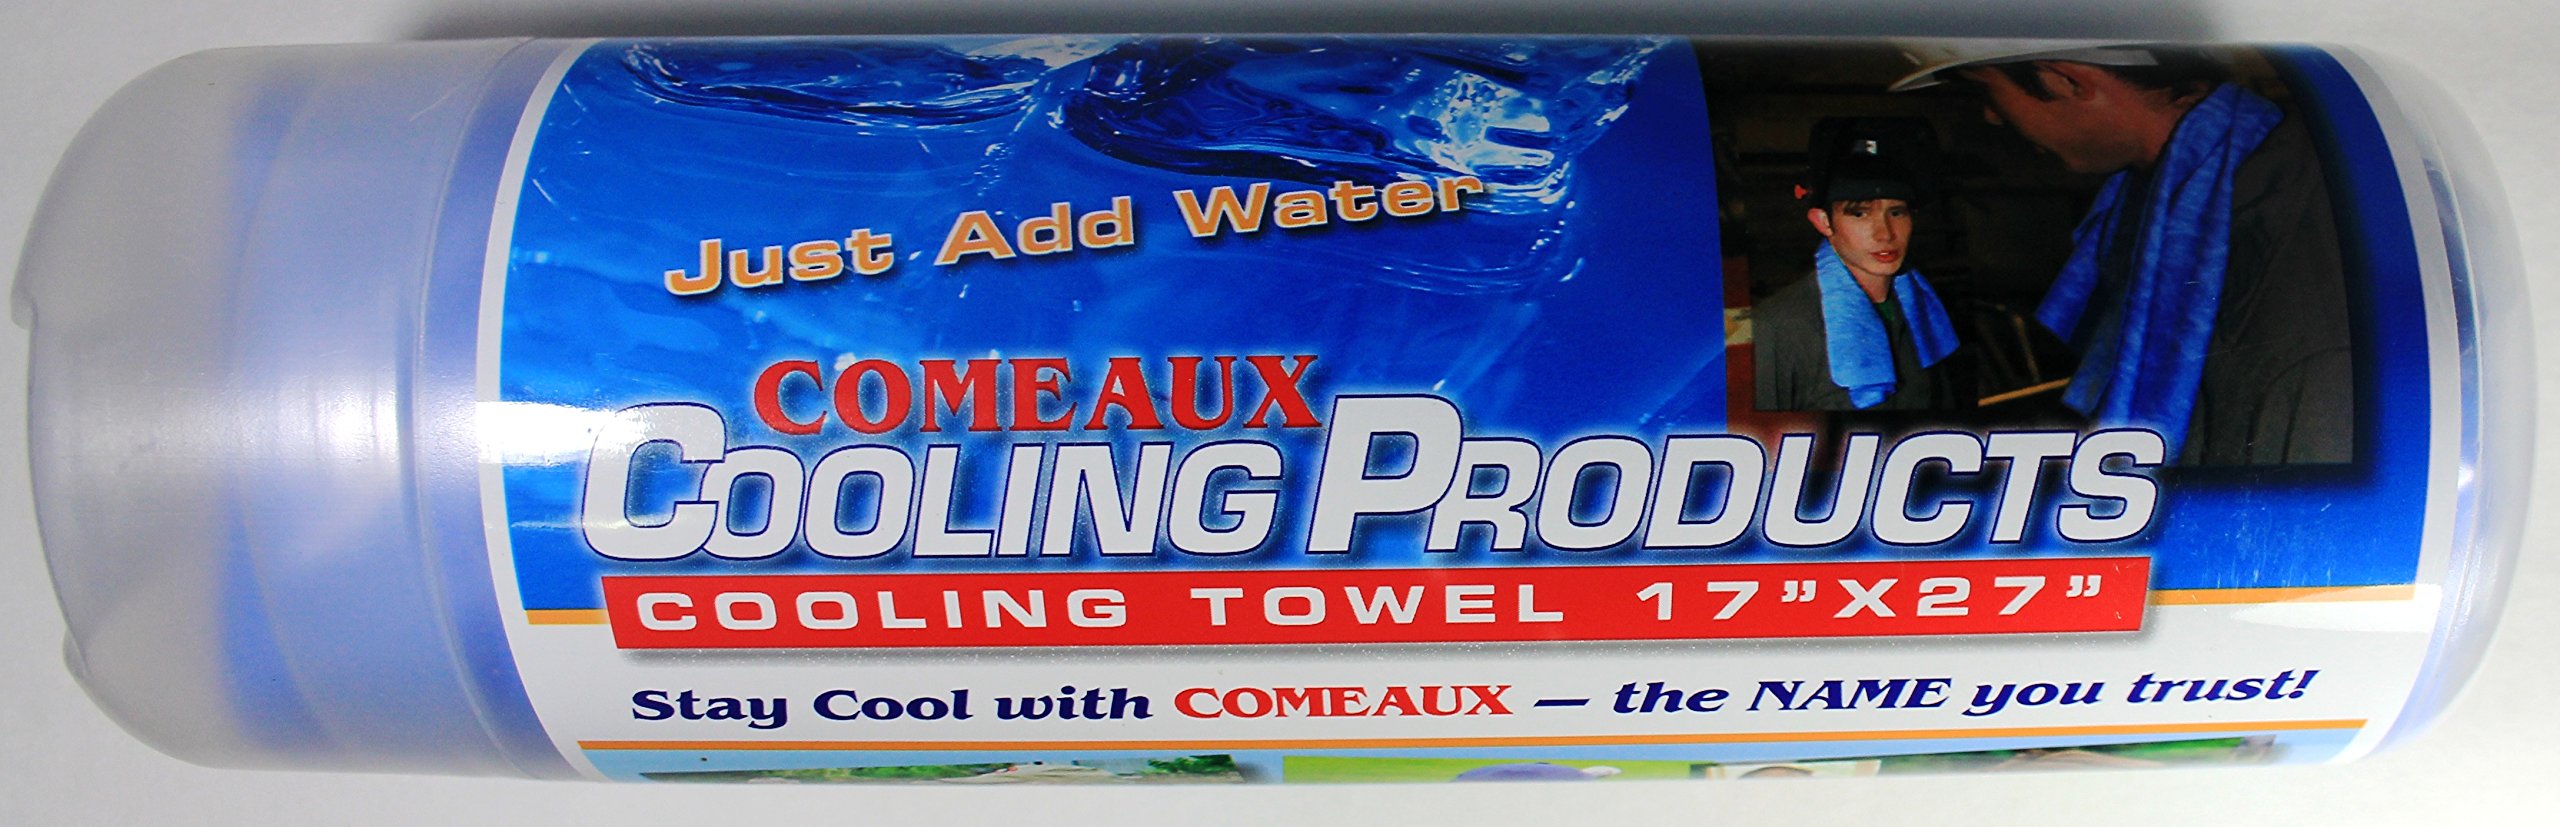 Just Add Water
COMEAUX
COOLING PRODUCTS
COOLING TOWEL 17”X27”
Stay Cool with COMEAUX – the NAME you trust!